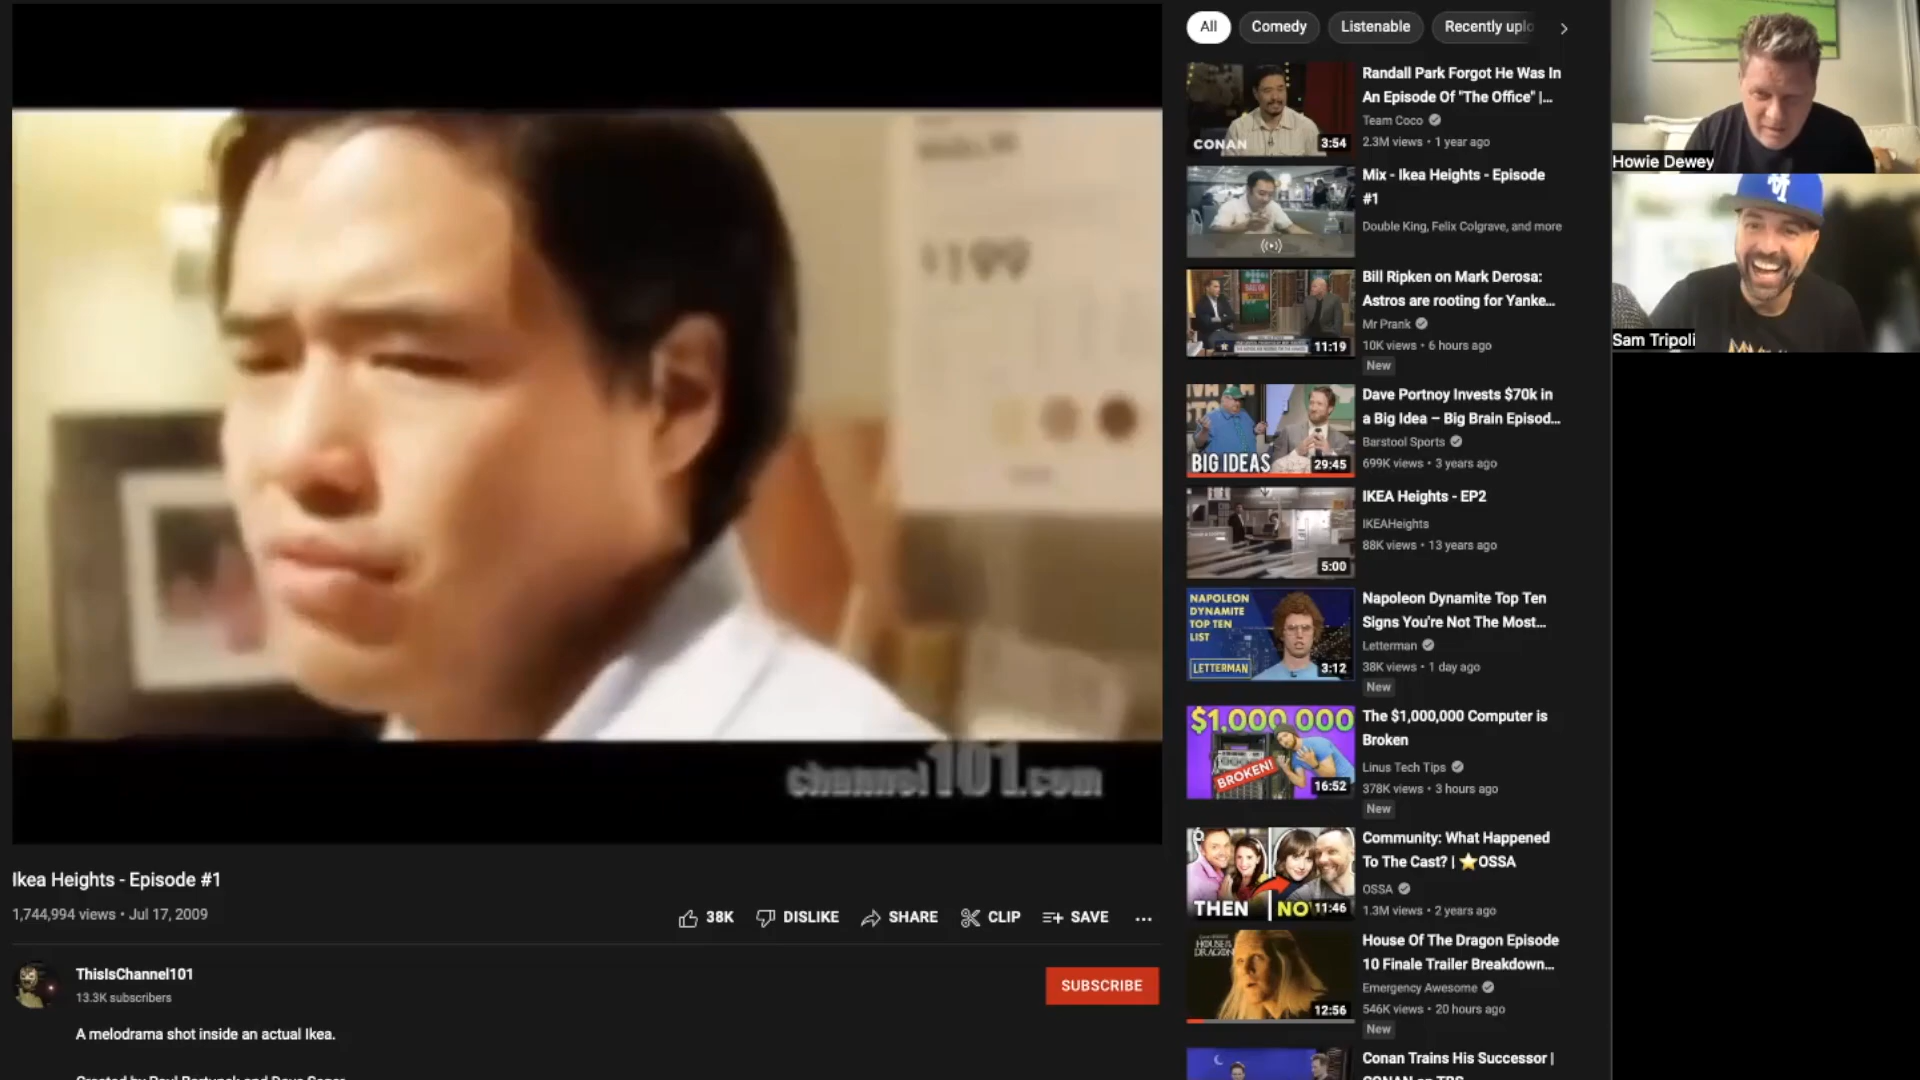 $199
channel101.com
Ikea Heights - Episode #1
1,744,994 views • Jul 17, 2009
38K
DISLIKE
SHARE
CLIP
SAVE
...
ThisIsChannel101
13.3K subscribers
SUBSCRIBE
A melodrama shot inside an actual Ikea.
All
Comedy
Listenable
Recently uplo
CONAN
3:54
Randall Park Forgot He Was In
An Episode Of "The Office" |...
Team Coco
2.3M views • 1 year ago
Mix - Ikea Heights - Episode
#1
Double King, Felix Colgrave, and more
11:19
Bill Ripken on Mark Derosa:
Astros are rooting for Yanke...
Mr Prank
10K views • 6 hours ago
New
BIG IDEAS
29:45
Dave Portnoy Invests $70k in
a Big Idea – Big Brain Episod...
Barstool Sports
699K views • 3 years ago
5:00
IKEA Heights - EP2
IKEAHeights
88K views • 13 years ago
NAPOLEON
DYNAMITE
TOP TEN
LIST
LETTERMAN
3:12
Napoleon Dynamite Top Ten
Signs You're Not The Most...
Letterman
38K views • 1 day ago
New
$1,000,000
BROKEN!
16:52
The $1,000,000 Computer is
Broken
Linus Tech Tips
378K views • 3 hours ago
New
THEN
NO
11:46
Community: What Happened
To The Cast? | ⭐OSSA
OSSA
1.3M views • 2 years ago
HOUSE OF THE
DRAGON
12:56
House Of The Dragon Episode
10 Finale Trailer Breakdown...
Emergency Awesome
546K views • 20 hours ago
New
Conan Trains His Successor |
Howie Dewey
Sam Tripoli